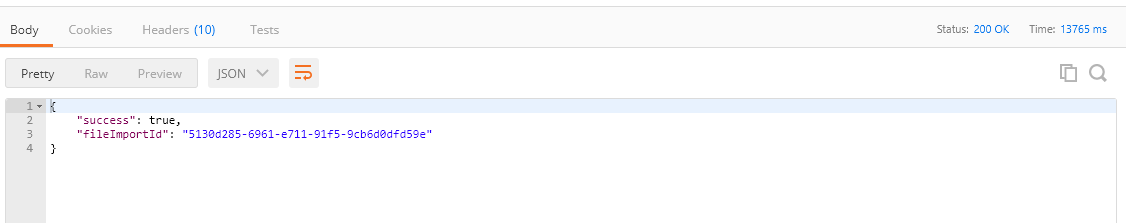 Body Cookies Headers (10) Tests Status: 200 OK Time: 13765 ms
Pretty Raw Preview JSON
1 {
2 "success": true,
3 "fileImportId": "5130d285-6961-e711-91f5-9cb6d0dfd59e"
4 }